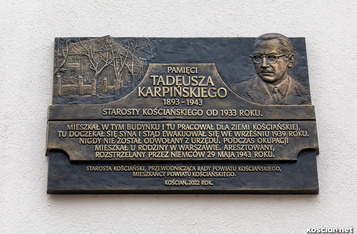 PAMIĘCI
TADEUSZA
KARPIŃSKIEGO
1893 - 1943
STAROSTY KOŚCIAŃSKIEGO OD 1933 ROKU.
MIESZKAŁ W TYM BUDYNKU I TU PRACOWAŁ DLA ZIEMI KOŚCIAŃSKIEJ,
TU DOCZEKAŁ SIĘ SYNA I STĄD EWAKUOWAŁ SIĘ WE WRZEŚNIU 1939 ROKU.
NIGDY NIE ZOSTAŁ ODWOŁANY Z URZĘDU. PODCZAS OKUPACJI
MIESZKAŁ U RODZINY W WARSZAWIE. ARESZTOWANY,
ROZSTRZELANY PRZEZ NIEMCÓW 29 MAJA 1943 ROKU.
STAROSTA KOŚCIAŃSKI, PRZEWODNICZĄCA RADY POWIATU KOŚCIAŃSKIEGO,
MIESZKAŃCY POWIATU KOŚCIAŃSKIEGO.
KOŚCIAN, 2022 ROK.
koscian.net